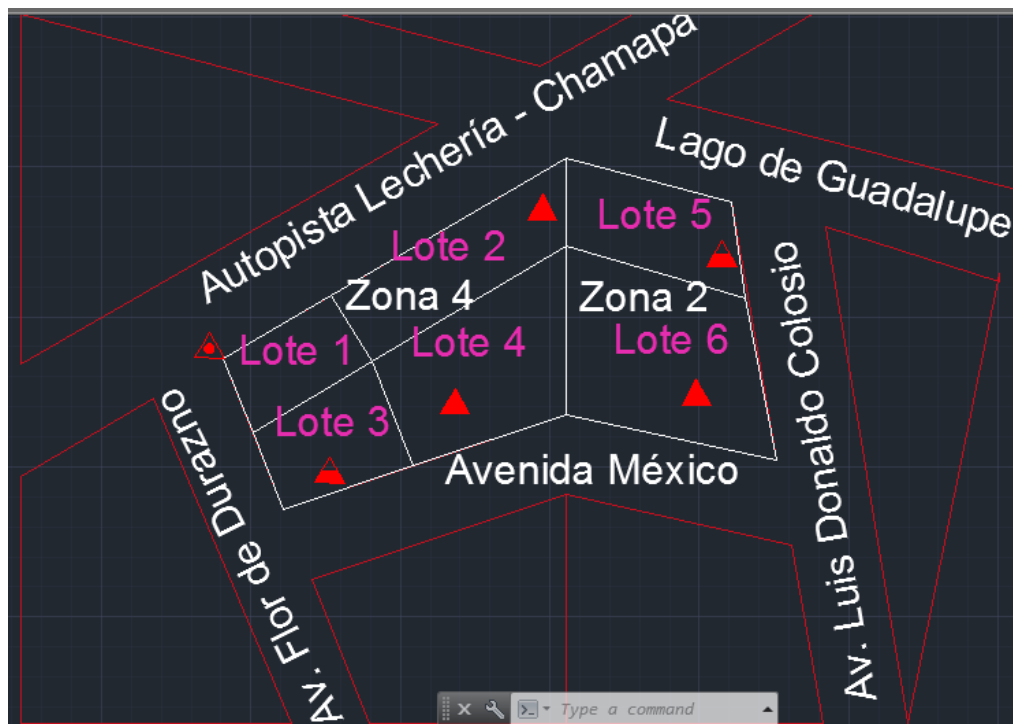 Autopista Lechería - Chamapa
Lago de Guadalupe
Lote 5
Lote 2
Zona 4
Zona 2
Lote 1
Lote 4
Lote 6
Lote 3
Avenida México
Av. Flor de Durazno
Av. Luis Donaldo Colosio
Type a command